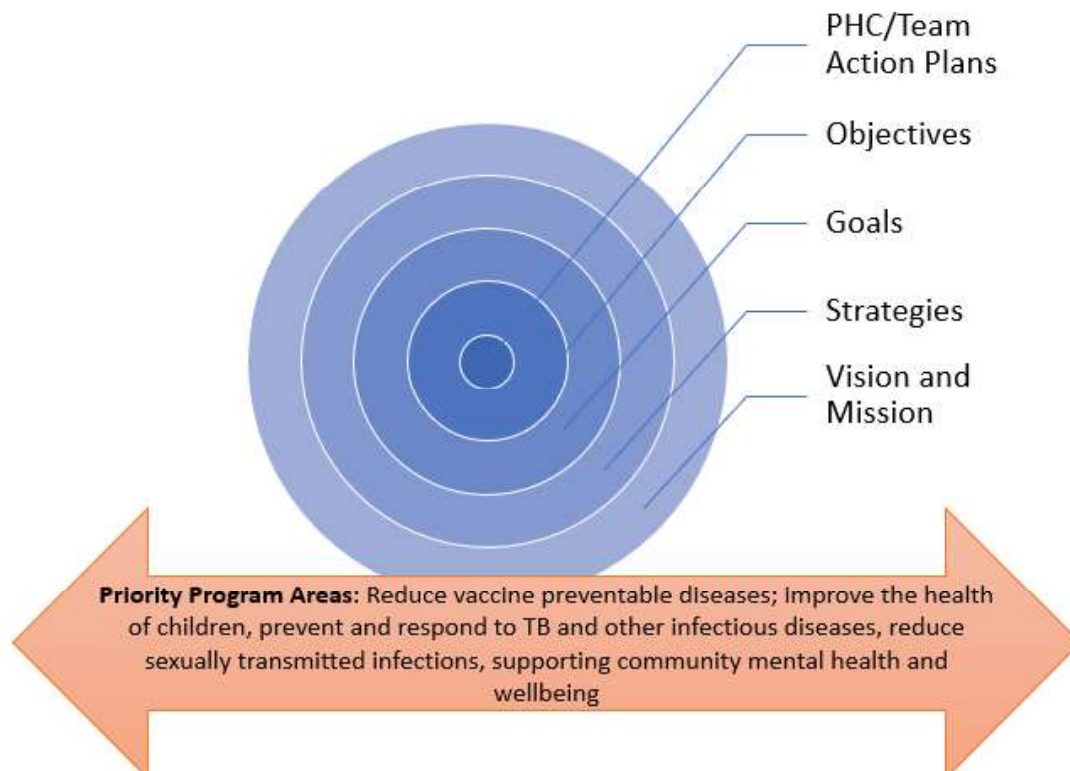 PHC/Team
Action Plans
Objectives
Goals
Strategies
Vision and
Mission
Priority Program Areas: Reduce vaccine preventable diseases; improve the health
of children, prevent and respond to TB and other infectious diseases, reduce
sexually transmitted infections, supporting community mental health and
wellbeing